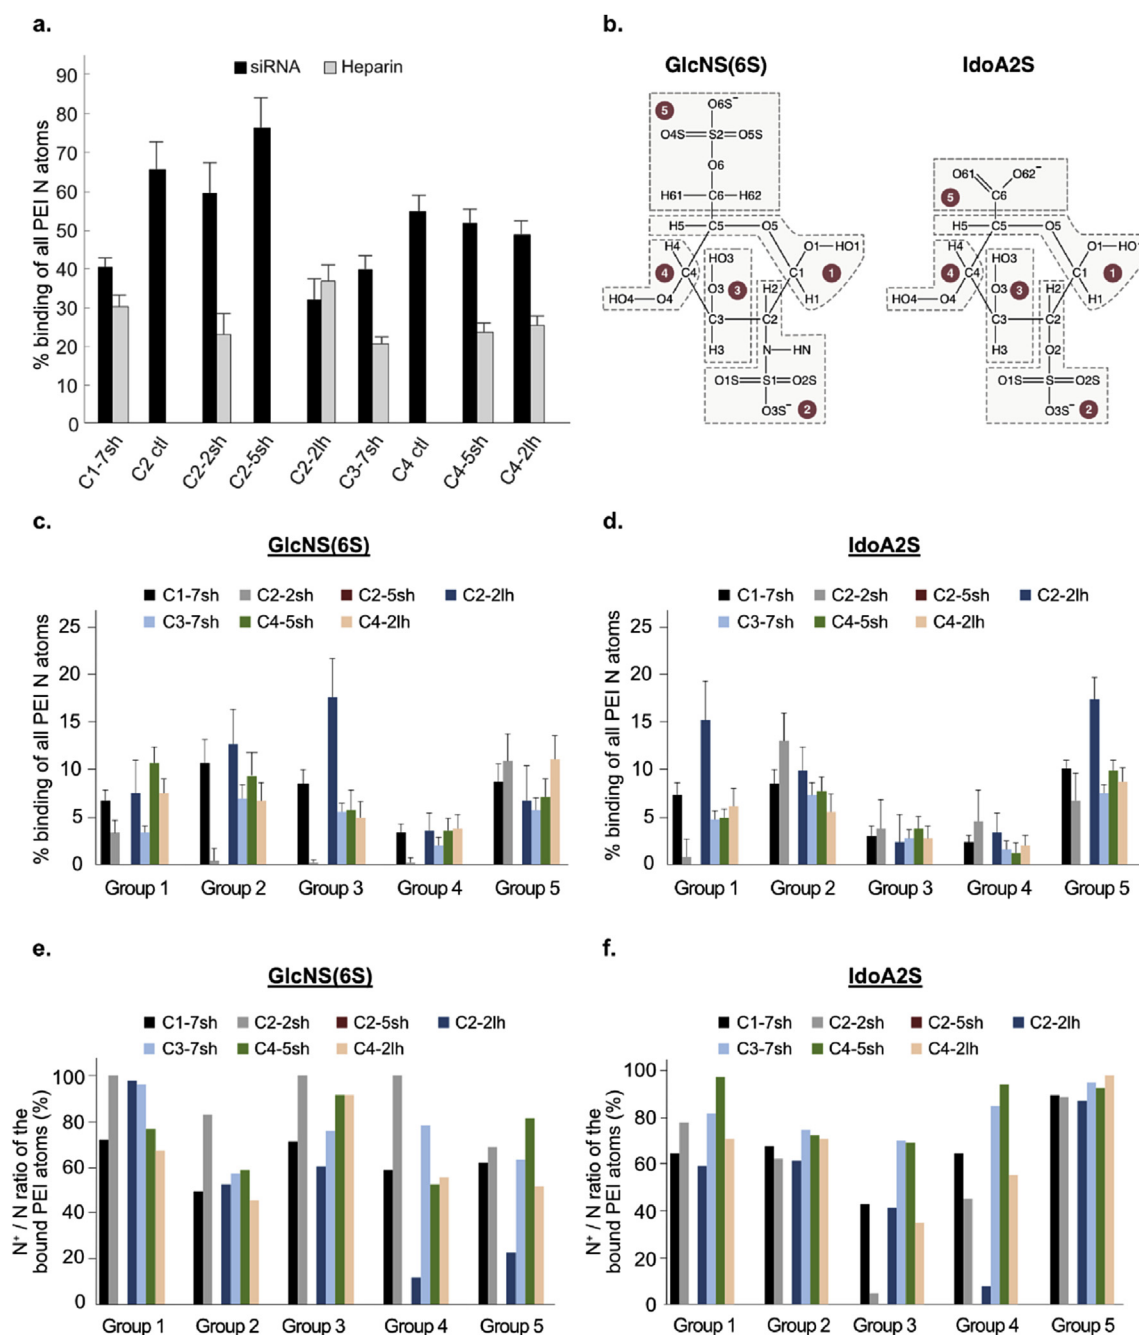 a.
siRNA Heparin
% binding of all PEI N atoms
90
80
70
60
50
40
30
20
10
0
C1-7sh C2 ctl C2-2sh C2-5sh C2-2lh C3-7sh C4 ctl C4-5sh C4-2lh
b.
GlcNS(6S) IdoA2S
O6S⁻
5
O4S S2 O5S
O6
H61 C6 H62
H5 C5 O5
H4 HO3 O1 HO1
4 C4 O3 3 C1 1
HO4 O4 H2 H1
C3 C2
H3 N HN
O1S S1 O2S
O3S⁻ 2
O61 O62⁻
C6
5
H5 C5 O5
H4 HO3 O1 HO1
4 C4 O3 3 C1 1
HO4 O4 H2 H1
C3 C2
H3 O2
O1S S O2S
O3S⁻ 2
c.
GlcNS(6S)
C1-7sh C2-2sh C2-5sh C2-2lh
C3-7sh C4-5sh C4-2lh
% binding of all PEI N atoms
25
20
15
10
5
0
Group 1 Group 2 Group 3 Group 4 Group 5
d.
IdoA2S
C1-7sh C2-2sh C2-5sh C2-2lh
C3-7sh C4-5sh C4-2lh
% binding of all PEI N atoms
25
20
15
10
5
0
Group 1 Group 2 Group 3 Group 4 Group 5
e.
GlcNS(6S)
C1-7sh C2-2sh C2-5sh C2-2lh
C3-7sh C4-5sh C4-2lh
N⁺ / N ratio of the
bound PEI atoms (%)
100
80
60
40
20
0
Group 1 Group 2 Group 3 Group 4 Group 5
f.
IdoA2S
C1-7sh C2-2sh C2-5sh C2-2lh
C3-7sh C4-5sh C4-2lh
N⁺ / N ratio of the
bound PEI atoms (%)
100
80
60
40
20
0
Group 1 Group 2 Group 3 Group 4 Group 5